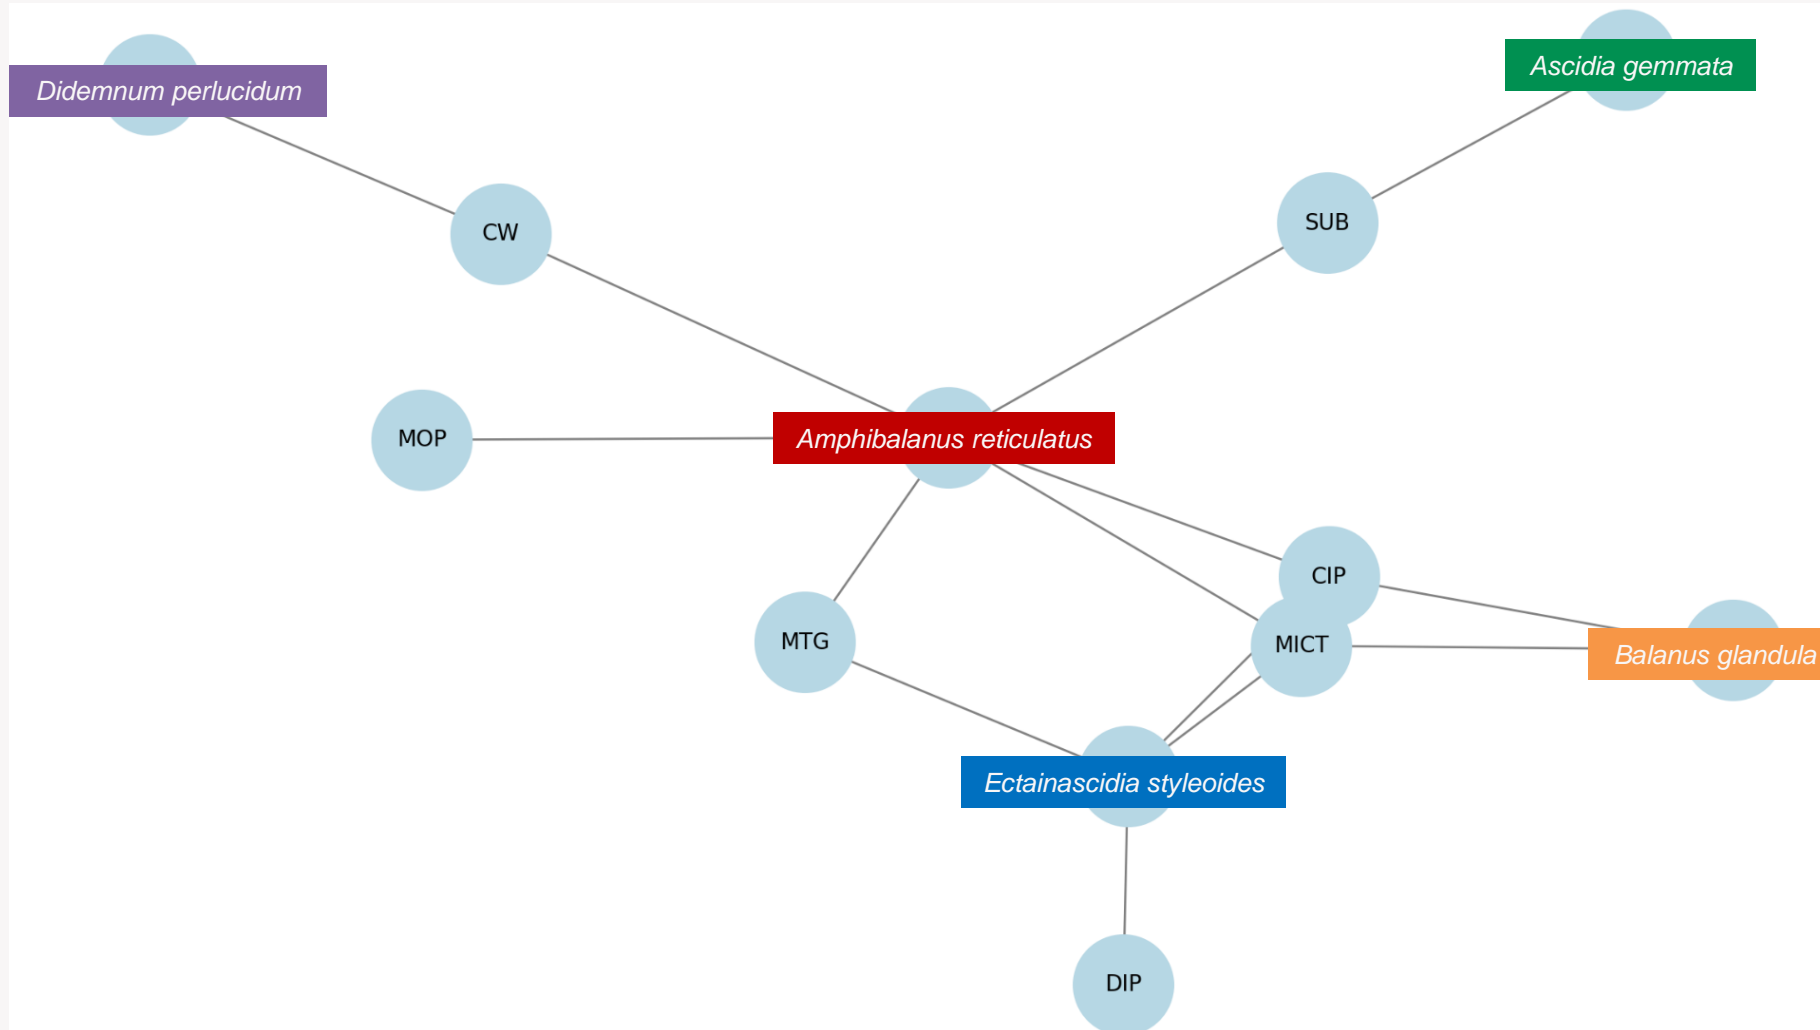 Ascidia gemmata
Didemnum perlucidum
SUB
CW
MOP
Amphibalanus reticulatus
CIP
MTG
MICT
Balanus glandula
Ectainascidia styleoides
DIP